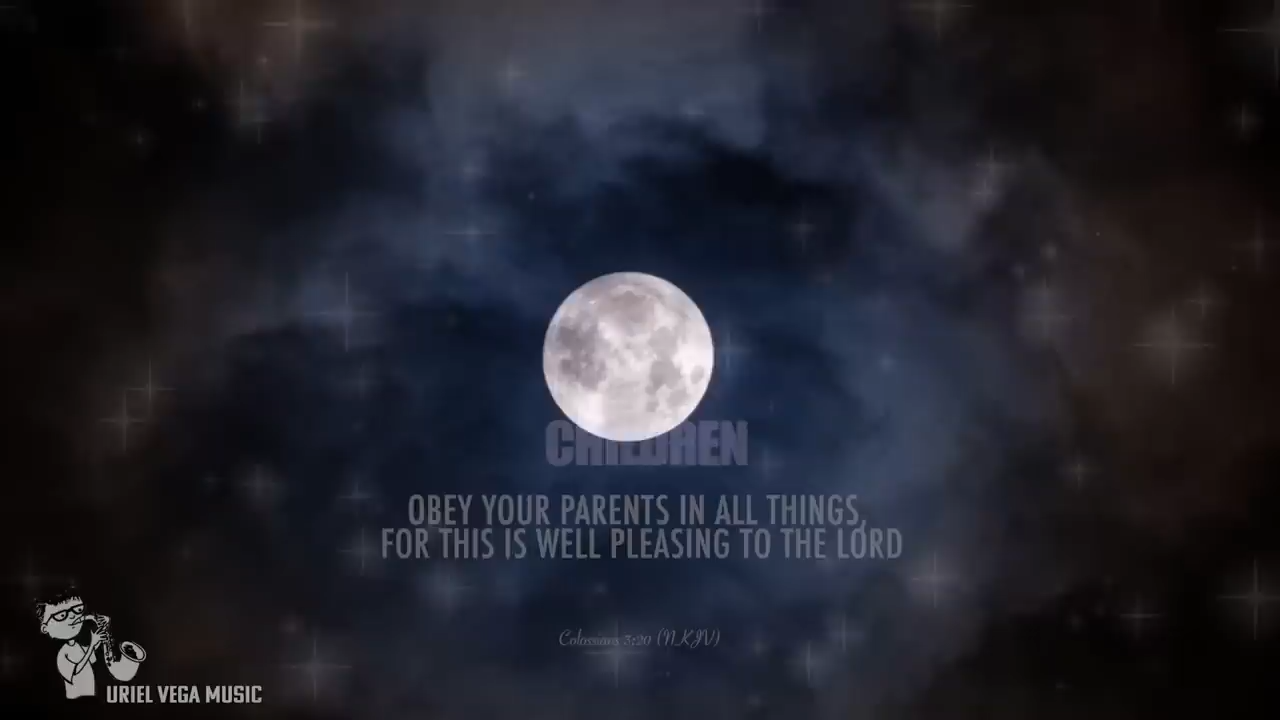 CHILDREN
OBEY YOUR PARENTS IN ALL THINGS,
FOR THIS IS WELL PLEASING TO THE LORD
Colossians 3:20 (NKJV)
URIEL VEGA MUSIC